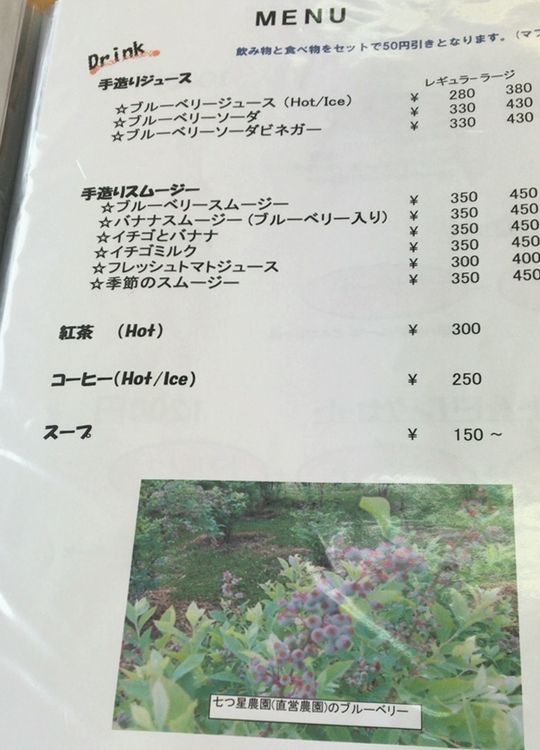 MENU
Drink
飲み物と食べ物をセットで50円引きとなります。(マフ
手造りジュース レギュラーラージ
☆ブルーベリージュース (Hot/Ice) ¥ 280 380
☆ブルーベリーソーダ ¥ 330 430
☆ブルーベリーソーダビネガー ¥ 330 430
手造りスムージー
☆ブルーベリースムージー ¥ 350 450
☆バナナスムージー (ブルーベリー入り) ¥ 350 450
☆イチゴとバナナ ¥ 350 450
☆イチゴミルク ¥ 350 450
☆フレッシュトマトジュース ¥ 300 400
☆季節のスムージー ¥ 350 450
紅茶 (Hot) ¥ 300
コーヒー(Hot/Ice) ¥ 250
スープ ¥ 150 ~
七つ星農園(直営農園)のブルーベリー